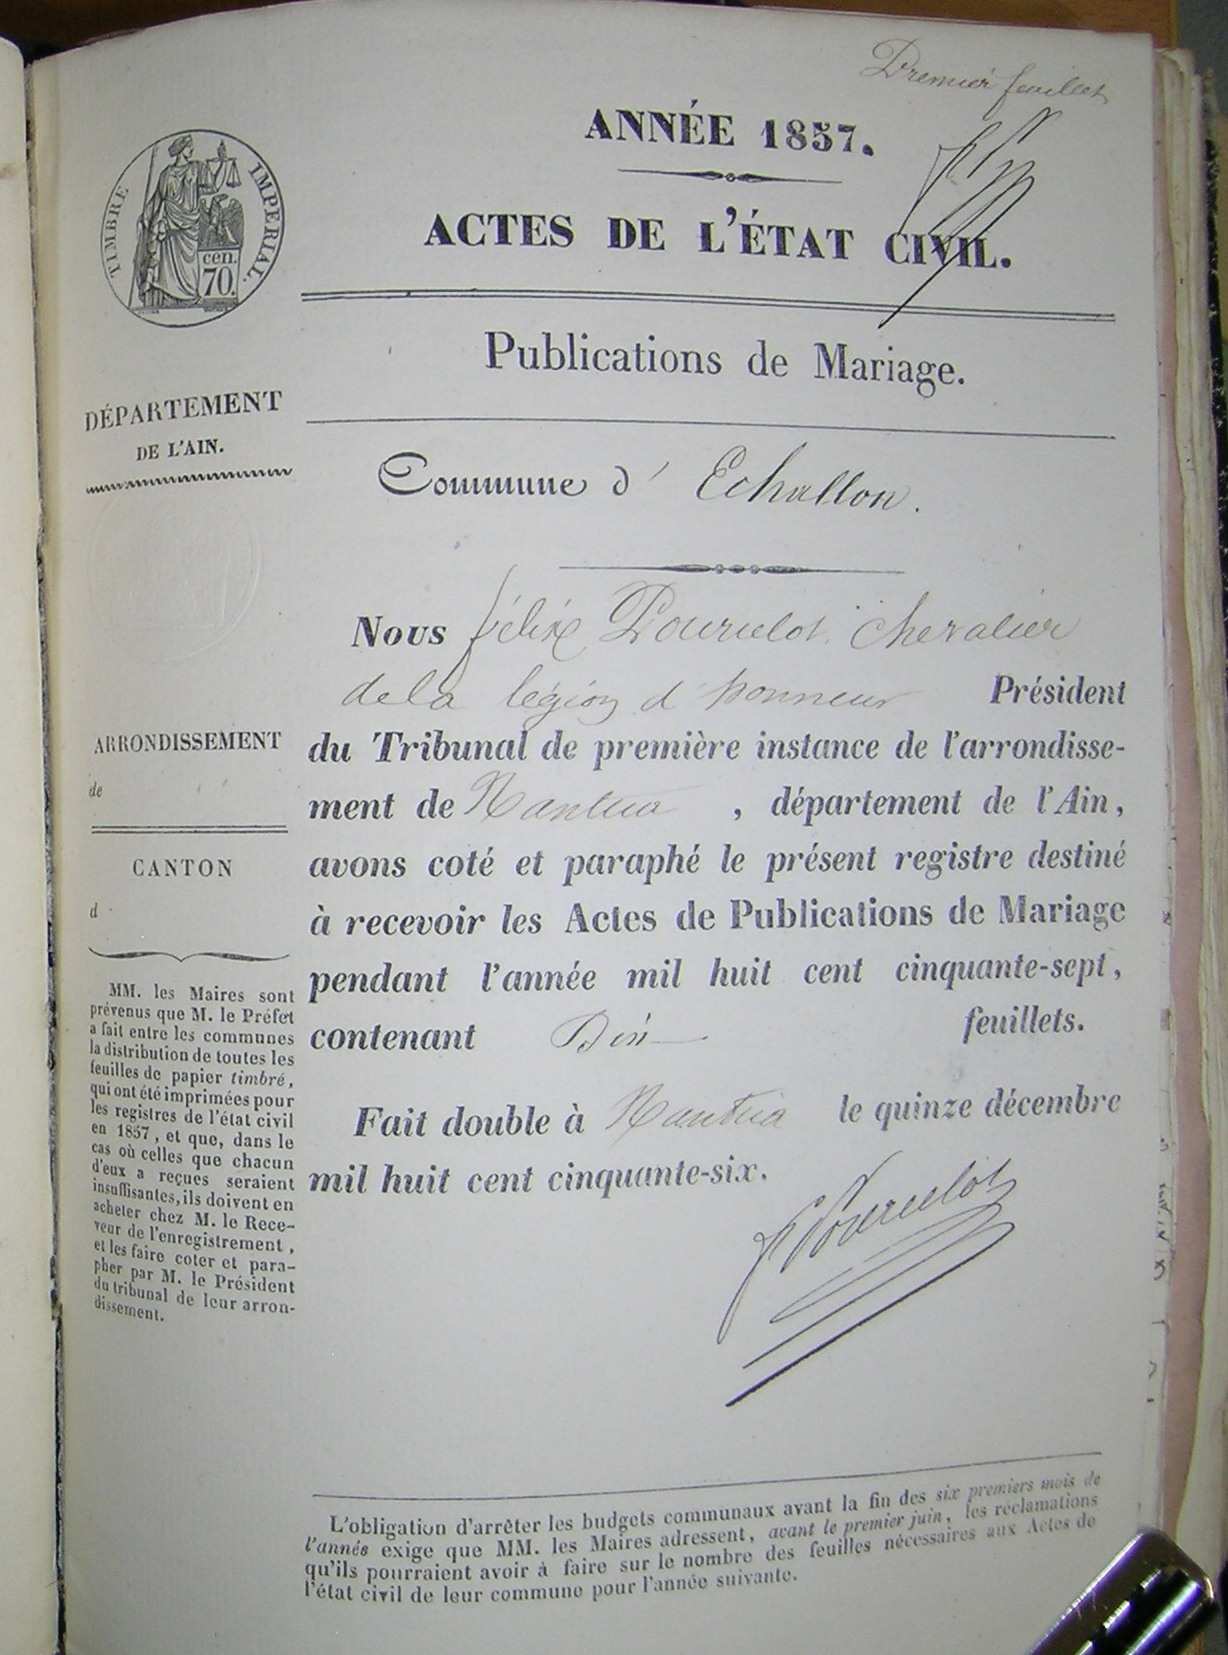 Premier feuillet
ANNÉE 1857.
ACTES DE L'ÉTAT CIVIL.
TIMBRE IMPERIAL.
cen.
70.
Publications de Mariage.
DÉPARTEMENT
DE L'AIN.
Commune d' Echallon.
Nous félix Pourcelot chevalier
de la légion d'honneur Président
du Tribunal de première instance de l'arrondisse-
ment de Nantua, département de l'Ain,
avons coté et paraphé le présent registre destiné
à recevoir les Actes de Publications de Mariage
pendant l'année mil huit cent cinquante-sept,
contenant feuillets.
Fait double à Nantua le quinze décembre
mil huit cent cinquante-six.
ARRONDISSEMENT
de
CANTON
d
MM. les Maires sont
prévenus que M. le Préfet
a fait entre les communes
la distribution de toutes les
feuilles de papier timbré,
qui ont été imprimées pour
les registres de l'état civil
en 1857, et que, dans le
cas où celles que chacun
d'eux a reçues seraient
insuffisantes, ils doivent en
acheter chez M. le Rece-
veur de l'enregistrement,
et les faire coter et para-
pher par M. le Président
du tribunal de leur arron-
dissement.
L'obligation d'arrêter les budgets communaux avant la fin des six premiers mois de
l'année exige que MM. les Maires adressent, avant le premier juin, les réclamations
qu'ils pourraient avoir à faire sur le nombre des feuilles nécessaires aux Actes de
l'état civil de leur commune pour l'année suivante.